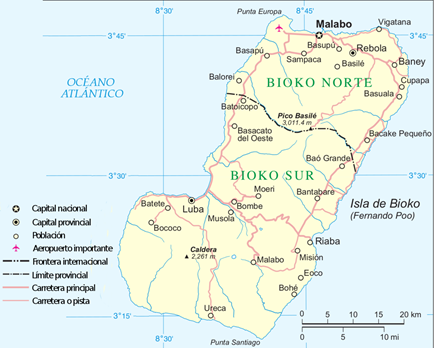 8°45'
Punta Europa
Malabo
Vigatana
3°45'
3°45'
Basupú
Rebola
Basapú
Sampaca
Basilé
Baney
OCÉANO
ATLÁNTICO
Balorei
BIOKO NORTE
Cupapa
Basuala
Batoicopo
Pico Basilé
3,011.4 m
Basacato
del Oeste
Bacake Pequeño
Baó Grande
3°30'
3°30'
BIOKO SUR
Moeri
Bantabare
Isla de Bioko
(Fernando Poo)
Batete
Luba
Bombe
Musola
Bococo
Riaba
Caldera
2,261 m
Malabo
Misión
Eoco
Bohé
Ureca
3°15'
Punta Santiago
8°30'
8°45'
Capital nacional
Capital provincial
Población
Aeropuerto importante
Frontera internacional
Límite provincial
Carretera principal
Carretera o pista
0 5 10 15 20 km
0 5 10 mi
8°30'